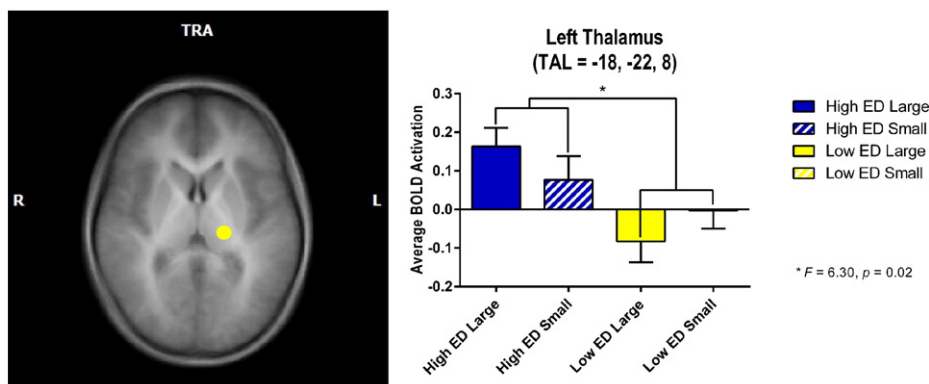 TRA
R
L
Left Thalamus
(TAL = -18, -22, 8)
*
Average BOLD Activation
0.3
0.2
0.1
0.0
-0.1
-0.2
High ED Large
High ED Small
Low ED Large
Low ED Small
High ED Large
High ED Small
Low ED Large
Low ED Small
* F = 6.30, p = 0.02